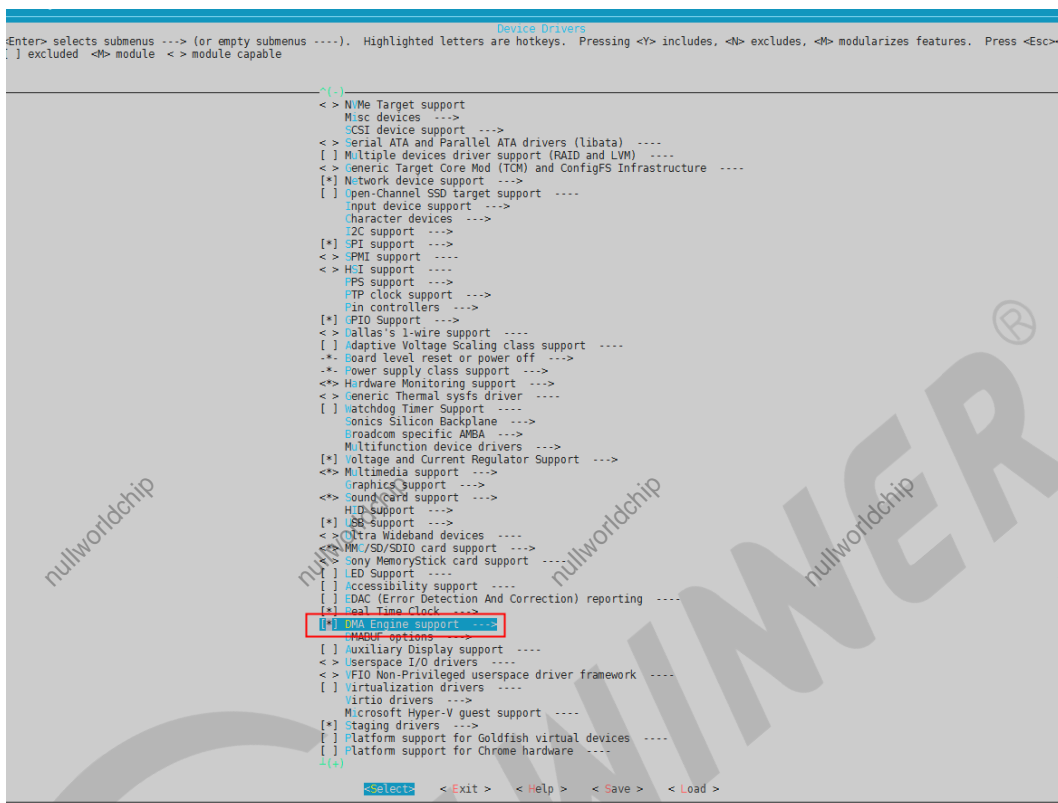 Device Drivers
<Enter> selects submenus ---> (or empty submenus ----).  Highlighted letters are hotkeys.  Pressing <Y> includes, <N> excludes, <M> modularizes features.  Press <Esc>
[ ] excluded  <M> module  < > module capable
^(-)
< > NVMe Target support
Misc devices  --->
SCSI device support  --->
< > Serial ATA and Parallel ATA drivers (libata)  ----
[ ] Multiple devices driver support (RAID and LVM)  ----
< > Generic Target Core Mod (TCM) and ConfigFS Infrastructure  ----
[*] Network device support  --->
[ ] Open-Channel SSD target support  ----
Input device support  --->
Character devices  --->
I2C support  --->
[*] SPI support  --->
< > SPMI support  ----
< > HSI support  ----
PPS support  --->
PTP clock support  --->
Pin controllers  --->
[*] GPIO Support  --->
< > Dallas's 1-wire support  ----
[ ] Adaptive Voltage Scaling class support  ----
-*- Board level reset or power off  --->
-*- Power supply class support  --->
<*> Hardware Monitoring support  --->
< > Generic Thermal sysfs driver  ----
[ ] Watchdog Timer Support  ----
Sonics Silicon Backplane  --->
Broadcom specific AMBA  --->
Multifunction device drivers  --->
[*] Voltage and Current Regulator Support  --->
<*> Multimedia support  --->
Graphics support  --->
<*> Sound card support  --->
HID support  --->
[*] USB support  --->
< > Ultra Wideband devices  ----
<*> MMC/SD/SDIO card support  --->
< > Sony MemoryStick card support  ----
[ ] LED Support  ----
[ ] Accessibility support  ----
[ ] EDAC (Error Detection And Correction) reporting  ----
[*] Real Time Clock  --->
[*] DMA Engine support  --->
DMABUF options  --->
[ ] Auxiliary Display support  ----
< > Userspace I/O drivers  ----
< > VFIO Non-Privileged userspace driver framework  ----
[ ] Virtualization drivers  ----
Virtio drivers  --->
Microsoft Hyper-V guest support  ----
[*] Staging drivers  --->
[ ] Platform support for Goldfish virtual devices  ----
[ ] Platform support for Chrome hardware  ----
┴(+)
<Select>    < Exit >    < Help >    < Save >    < Load >
nullworldchip
nullworldchip
nullworldchip
nullworldchip
WINNER®